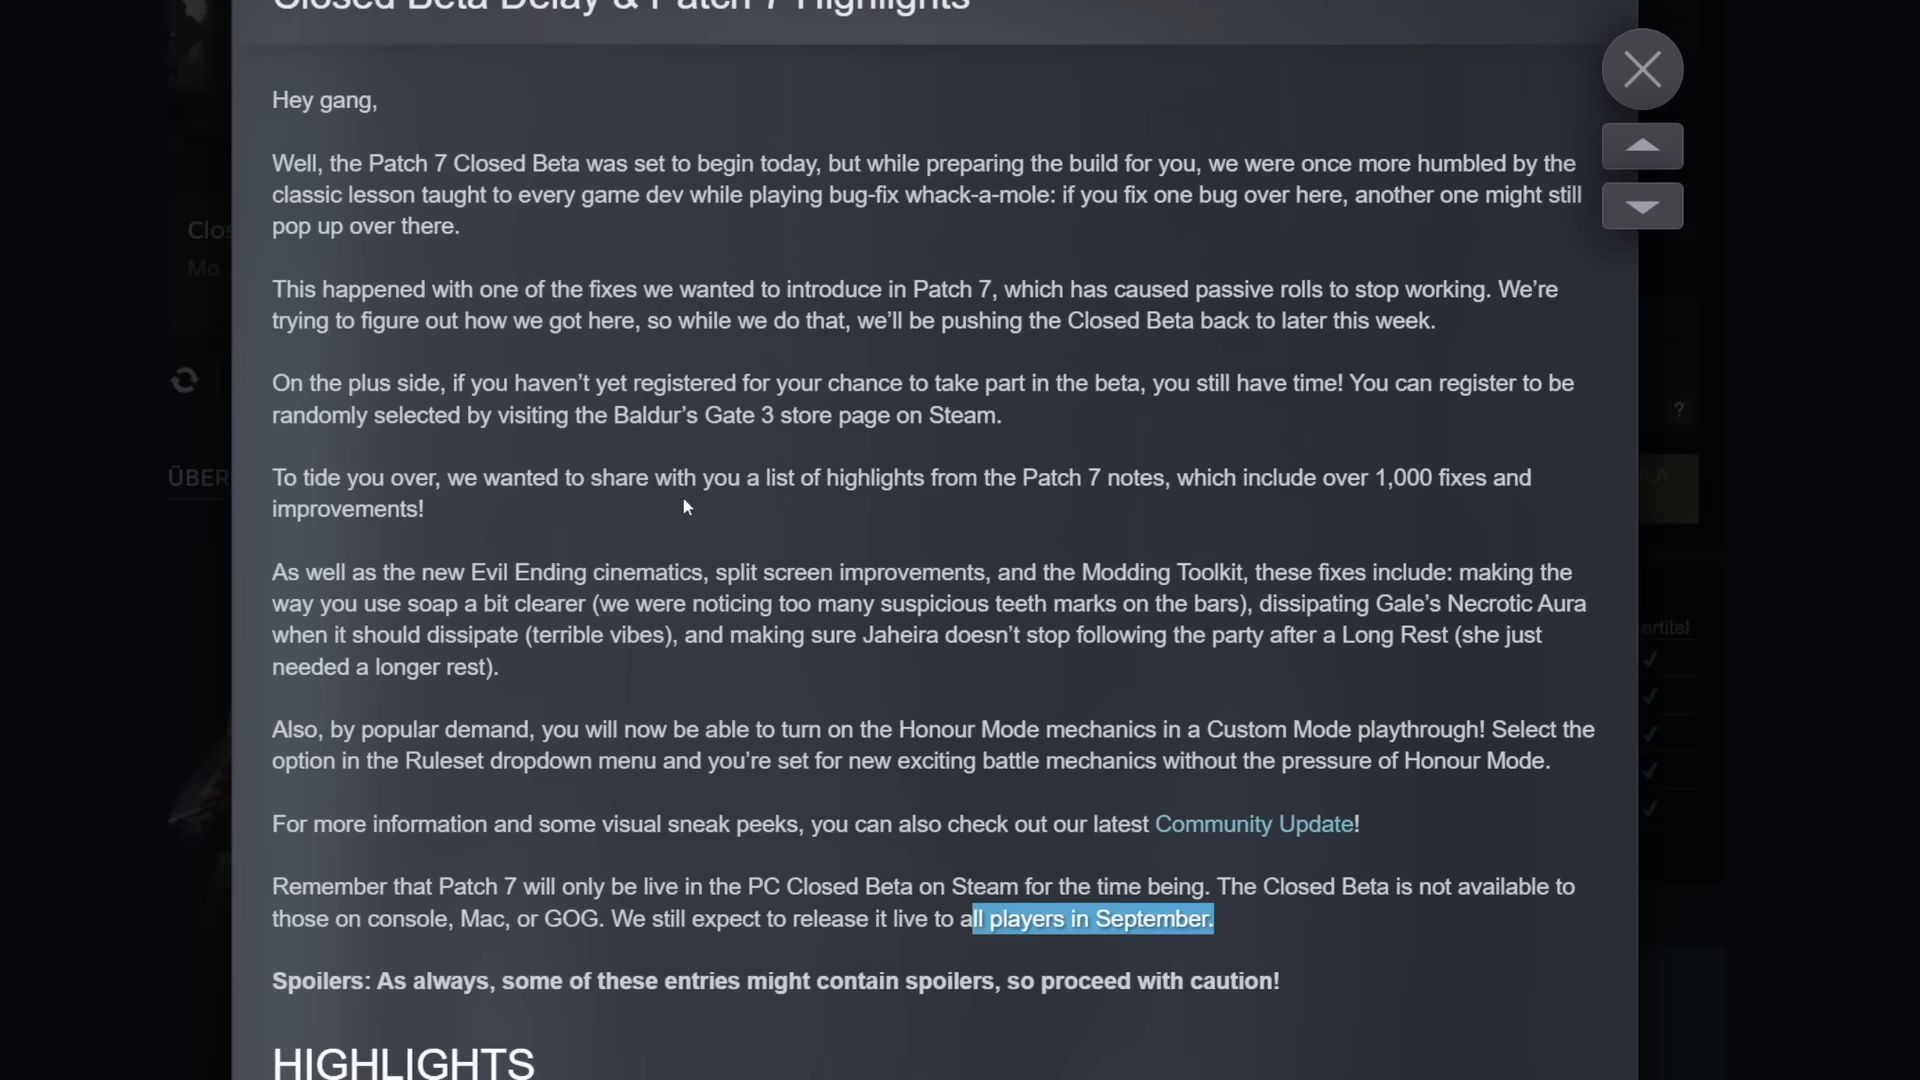 Closed Beta Delay & Patch 7 Highlights
Hey gang,
Well, the Patch 7 Closed Beta was set to begin today, but while preparing the build for you, we were once more humbled by the
classic lesson taught to every game dev while playing bug-fix whack-a-mole: if you fix one bug over here, another one might still
pop up over there.
This happened with one of the fixes we wanted to introduce in Patch 7, which has caused passive rolls to stop working. We’re
trying to figure out how we got here, so while we do that, we’ll be pushing the Closed Beta back to later this week.
On the plus side, if you haven’t yet registered for your chance to take part in the beta, you still have time! You can register to be
randomly selected by visiting the Baldur’s Gate 3 store page on Steam.
To tide you over, we wanted to share with you a list of highlights from the Patch 7 notes, which include over 1,000 fixes and
improvements!
As well as the new Evil Ending cinematics, split screen improvements, and the Modding Toolkit, these fixes include: making the
way you use soap a bit clearer (we were noticing too many suspicious teeth marks on the bars), dissipating Gale’s Necrotic Aura
when it should dissipate (terrible vibes), and making sure Jaheira doesn’t stop following the party after a Long Rest (she just
needed a longer rest).
Also, by popular demand, you will now be able to turn on the Honour Mode mechanics in a Custom Mode playthrough! Select the
option in the Ruleset dropdown menu and you’re set for new exciting battle mechanics without the pressure of Honour Mode.
For more information and some visual sneak peeks, you can also check out our latest Community Update!
Remember that Patch 7 will only be live in the PC Closed Beta on Steam for the time being. The Closed Beta is not available to
those on console, Mac, or GOG. We still expect to release it live to all players in September.
Spoilers: As always, some of these entries might contain spoilers, so proceed with caution!
HIGHLIGHTS
Clos
Mo
ÜBER
?
ertitel